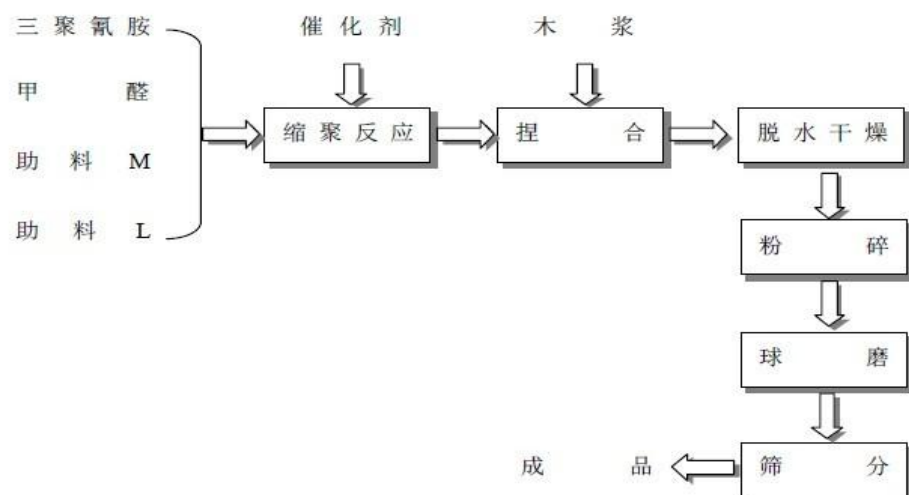 三聚氰胺 催化剂 木浆
甲醛
缩聚反应 捏合 脱水干燥
助料M
助料L
粉碎
球磨
成品 筛分